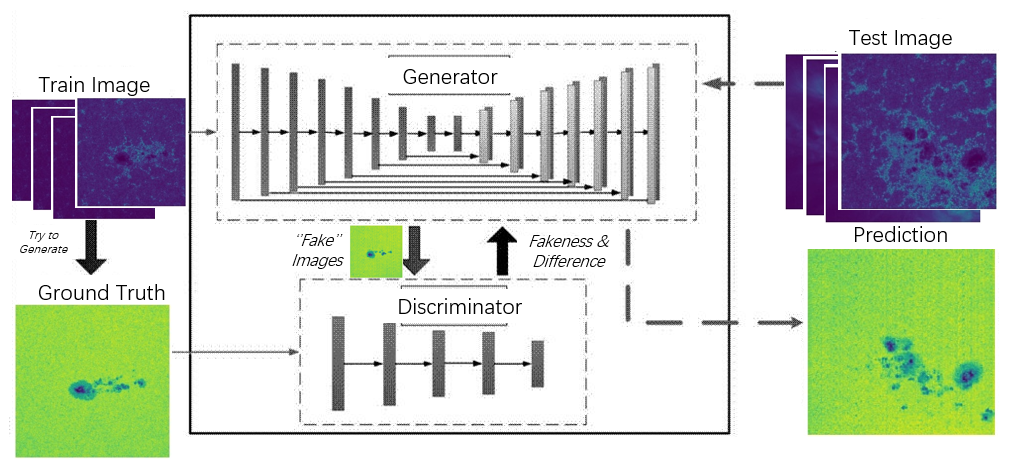 Train Image
Generator
Test Image
Try to
Generate
"Fake"
Images
Fakeness &
Difference
Prediction
Ground Truth
Discriminator